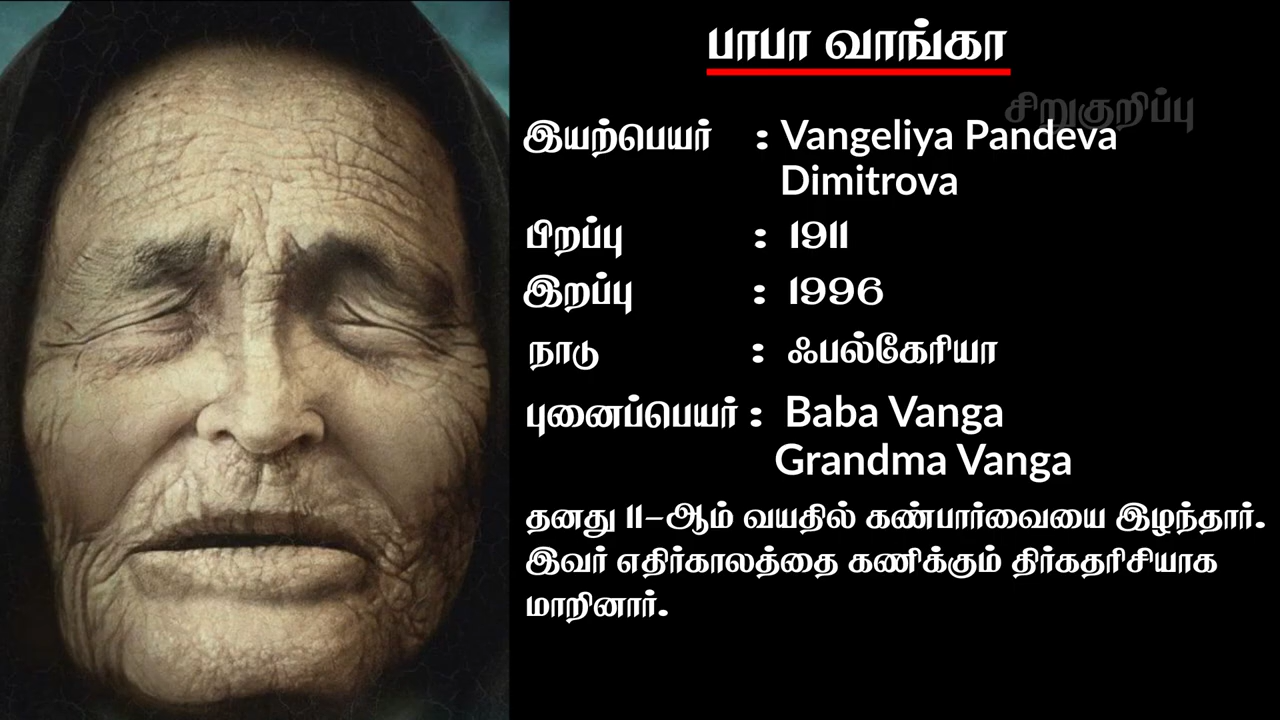 பாபா வாங்கா
சிறுகுறிப்பு
இயற்பெயர் : Vangeliya Pandeva
Dimitrova
பிறப்பு : 1911
இறப்பு : 1996
நாடு : ஃபல்கேரியா
புனைப்பெயர் : Baba Vanga
Grandma Vanga
தனது 11-ஆம் வயதில் கண்பார்வையை இழந்தார்.
இவர் எதிர்காலத்தை கணிக்கும் திர்கதரிசியாக
மாறினார்.